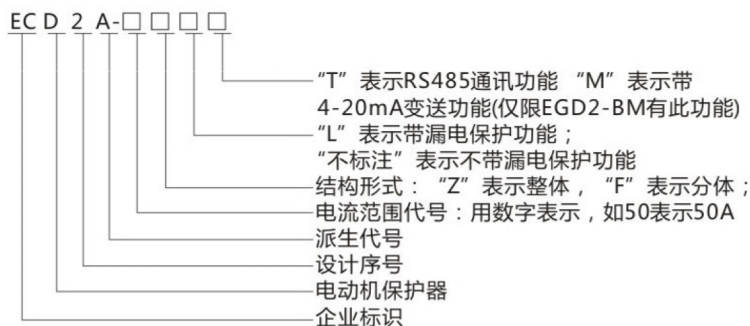 ECD2A-□□□□
“T”表示RS485通讯功能 “M”表示带
4-20mA变送功能(仅限EGD2-BM有此功能)
“L”表示带漏电保护功能；
“不标注”表示不带漏电保护功能
结构形式：“Z”表示整体，“F”表示分体；
电流范围代号：用数字表示，如50表示50A
派生代号
设计序号
电动机保护器
企业标识